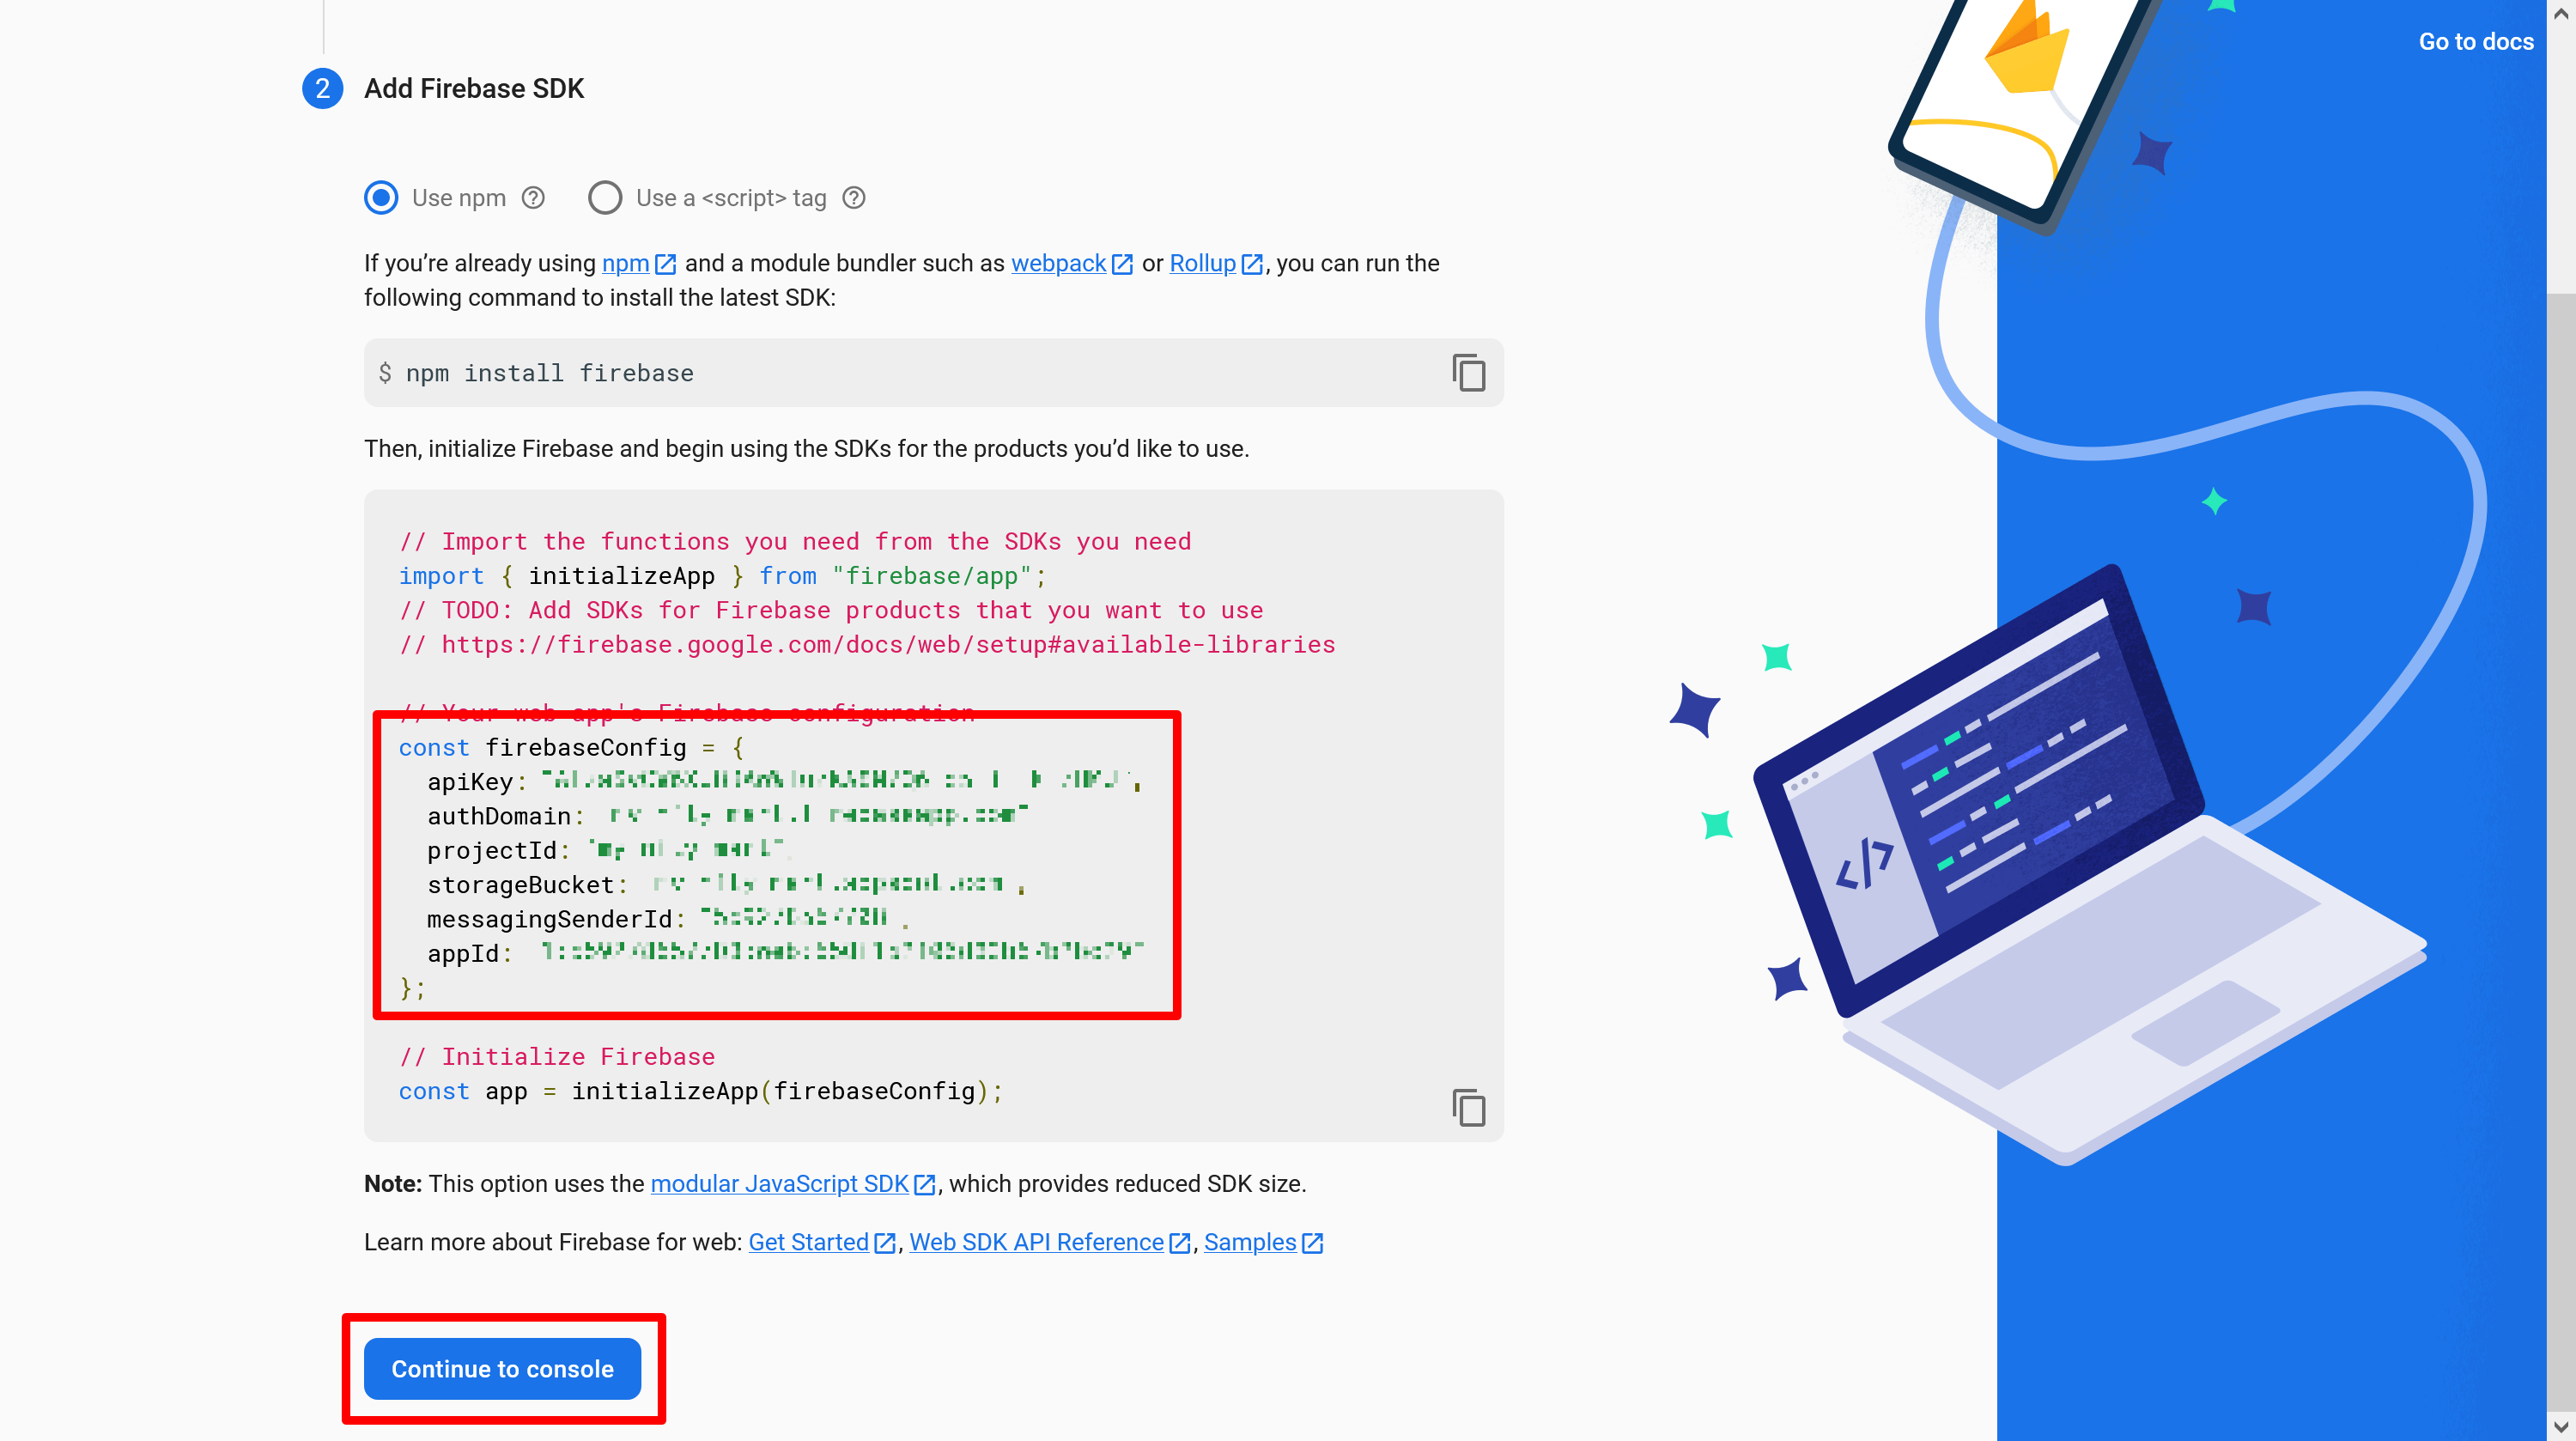 Go to docs
2 Add Firebase SDK
Use npm Use a <script> tag
If you’re already using npm and a module bundler such as webpack or Rollup, you can run the
following command to install the latest SDK:
$ npm install firebase
Then, initialize Firebase and begin using the SDKs for the products you’d like to use.
// Import the functions you need from the SDKs you need
import { initializeApp } from "firebase/app";
// TODO: Add SDKs for Firebase products that you want to use
// https://firebase.google.com/docs/web/setup#available-libraries
// Your web app's Firebase configuration
const firebaseConfig = {
apiKey:
authDomain:
projectId:
storageBucket:
messagingSenderId:
appId:
};
// Initialize Firebase
const app = initializeApp(firebaseConfig);
Note: This option uses the modular JavaScript SDK, which provides reduced SDK size.
Learn more about Firebase for web: Get Started, Web SDK API Reference, Samples
Continue to console